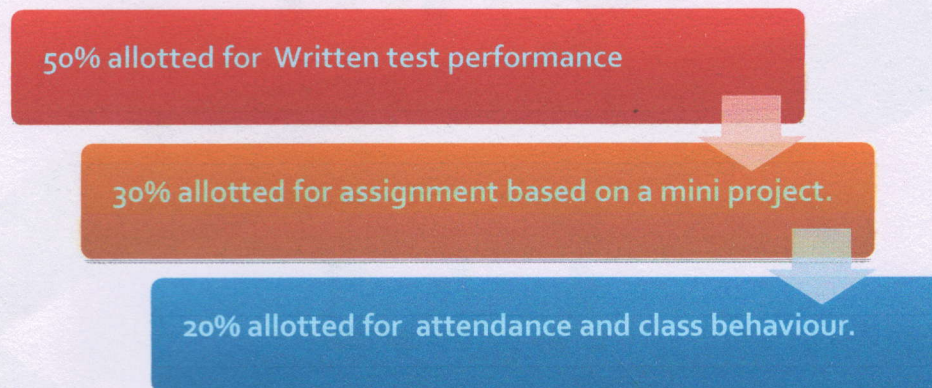 50% allotted for Written test performance
30% allotted for assignment based on a mini project.
20% allotted for attendance and class behaviour.